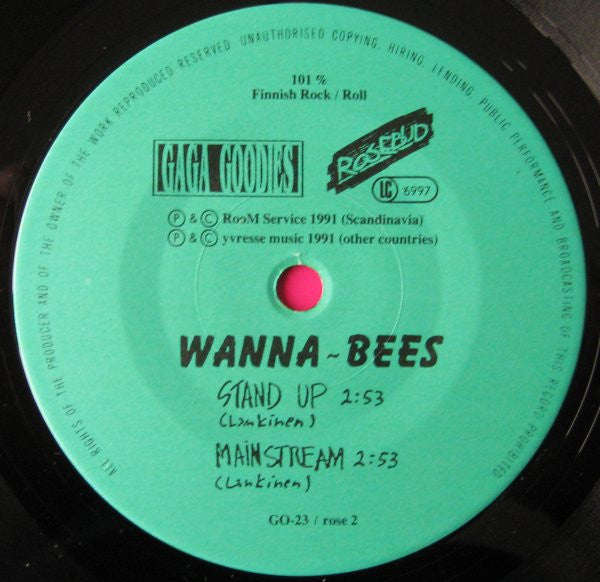 ALL RIGHTS OF THE PRODUCER AND OF THE OWNER OF THE WORK REPRODUCED RESERVED. UNAUTHORISED COPYING, HIRING, LENDING, PUBLIC PERFORMANCE AND BROADCASTING OF THIS RECORD PROHIBITED
101 %
Finnish Rock / Roll
GAGA GOODIES ROSEBUD
LC 6997
Ⓟ & Ⓒ RooM Service 1991 (Scandinavia)
Ⓟ & Ⓒ yvresse music 1991 (other countries)
WANNA~BEES
STAND UP 2:53
(Lankinen)
MAINSTREAM 2:53
(Lankinen)
GO-23 / rose 2